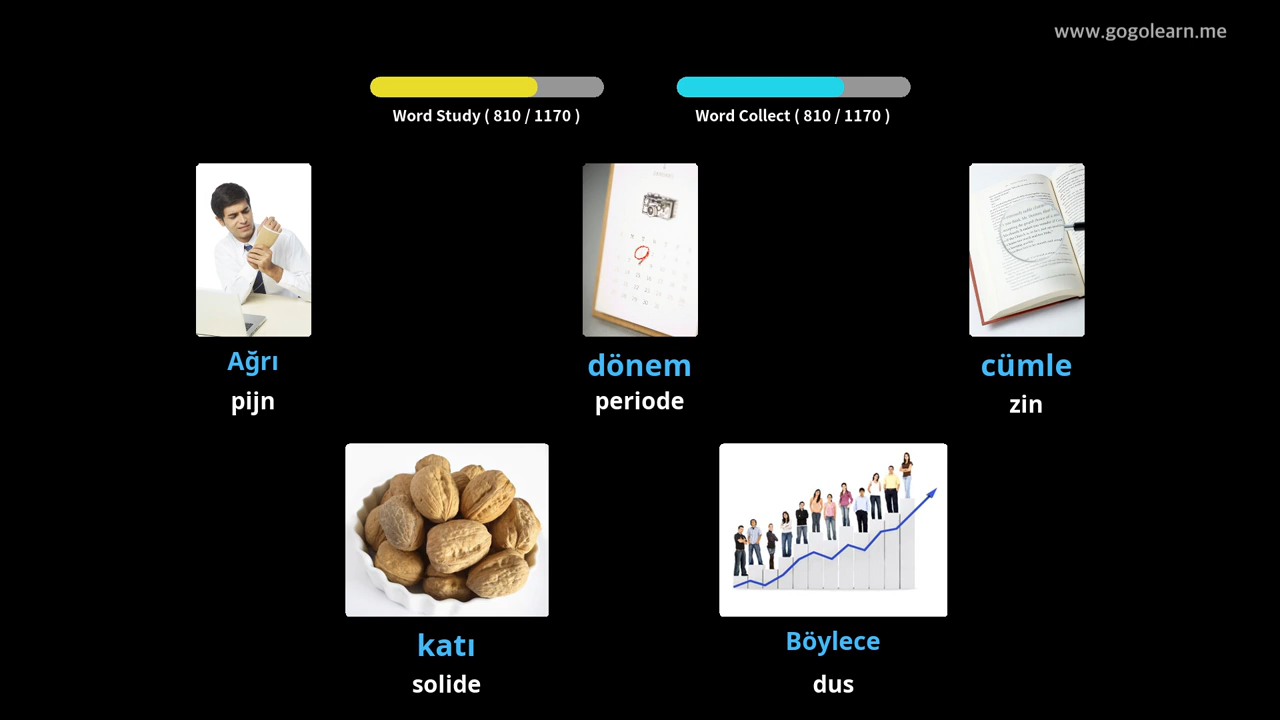 www.gogolearn.me
Word Study ( 810 / 1170 )
Word Collect ( 810 / 1170 )
Ağrı
pijn
dönem
periode
cümle
zin
katı
solide
Böylece
dus